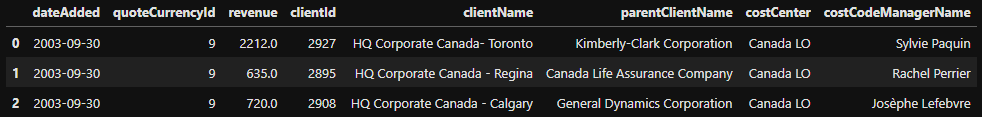 dateAdded quoteCurrencyId revenue clientId clientName parentClientName costCenter costCodeManagerName
0 2003-09-30 9 2212.0 2927 HQ Corporate Canada- Toronto Kimberly-Clark Corporation Canada LO Sylvie Paquin
1 2003-09-30 9 635.0 2895 HQ Corporate Canada - Regina Canada Life Assurance Company Canada LO Rachel Perrier
2 2003-09-30 9 720.0 2908 HQ Corporate Canada - Calgary General Dynamics Corporation Canada LO Josèphe Lefebvre